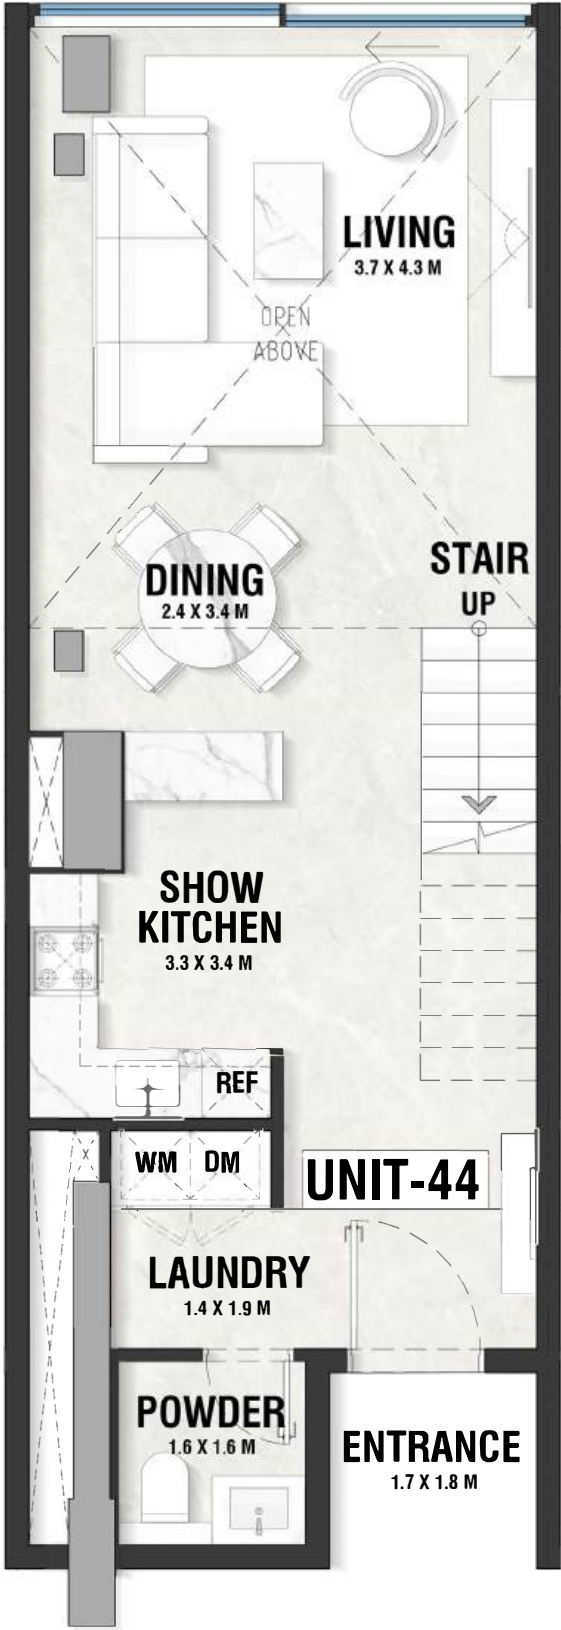 LIVING
3.7 X 4.3 M
OPEN
ABOVE
STAIR
UP
DINING
2.4 X 3.4 M
SHOW
KITCHEN
3.3 X 3.4 M
REF
WM DM
UNIT-44
LAUNDRY
1.4 X 1.9 M
POWDER
1.6 X 1.6 M
ENTRANCE
1.7 X 1.8 M